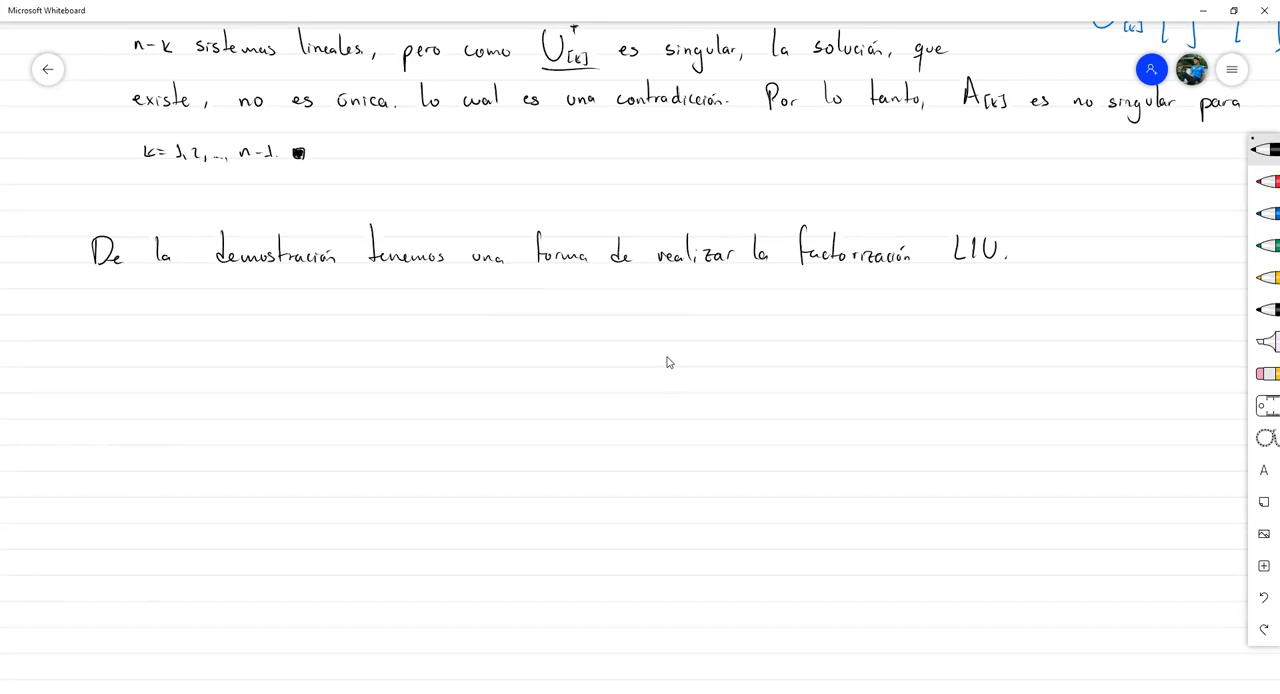 Microsoft Whiteboard
U[k]
n-k sistemas lineales, pero como U[k]ᵀ es singular, la solución, que
existe, no es única. lo cual es una contradicción. Por lo tanto, A[k] es no singular para
k=1,2,..., n-1. ■
De la demostración tenemos una forma de realizar la factorización L1U.
A